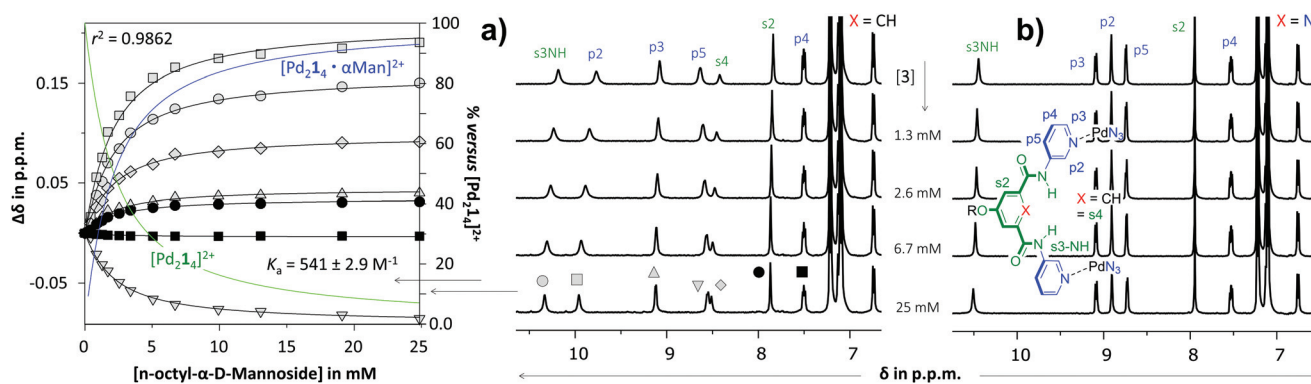 r² = 0.9862
[Pd₂1₄ • αMan]²⁺
[Pd₂1₄]²⁺
Kₐ = 541 ± 2.9 M⁻¹
0.15
0.05
-0.05
Δδ in p.p.m.
100
80
60
40
20
0.0
% versus [Pd₂1₄]²⁺
0 5 10 15 20 25
[n-octyl-α-D-Mannoside] in mM
a)
X = CH
s3NH p2 p3 p5 s4 s2 p4
10 9 8 7
[3]
1.3 mM
2.6 mM
6.7 mM
25 mM
b)
X = N
s3NH p3 p2 p5 s2 p4
p4 p3
p5 N PdN₃
p2
O N H
s2
X = CH
= s4
RO X
H
N s3-NH
O
N PdN₃
10 9 8 7
δ in p.p.m.